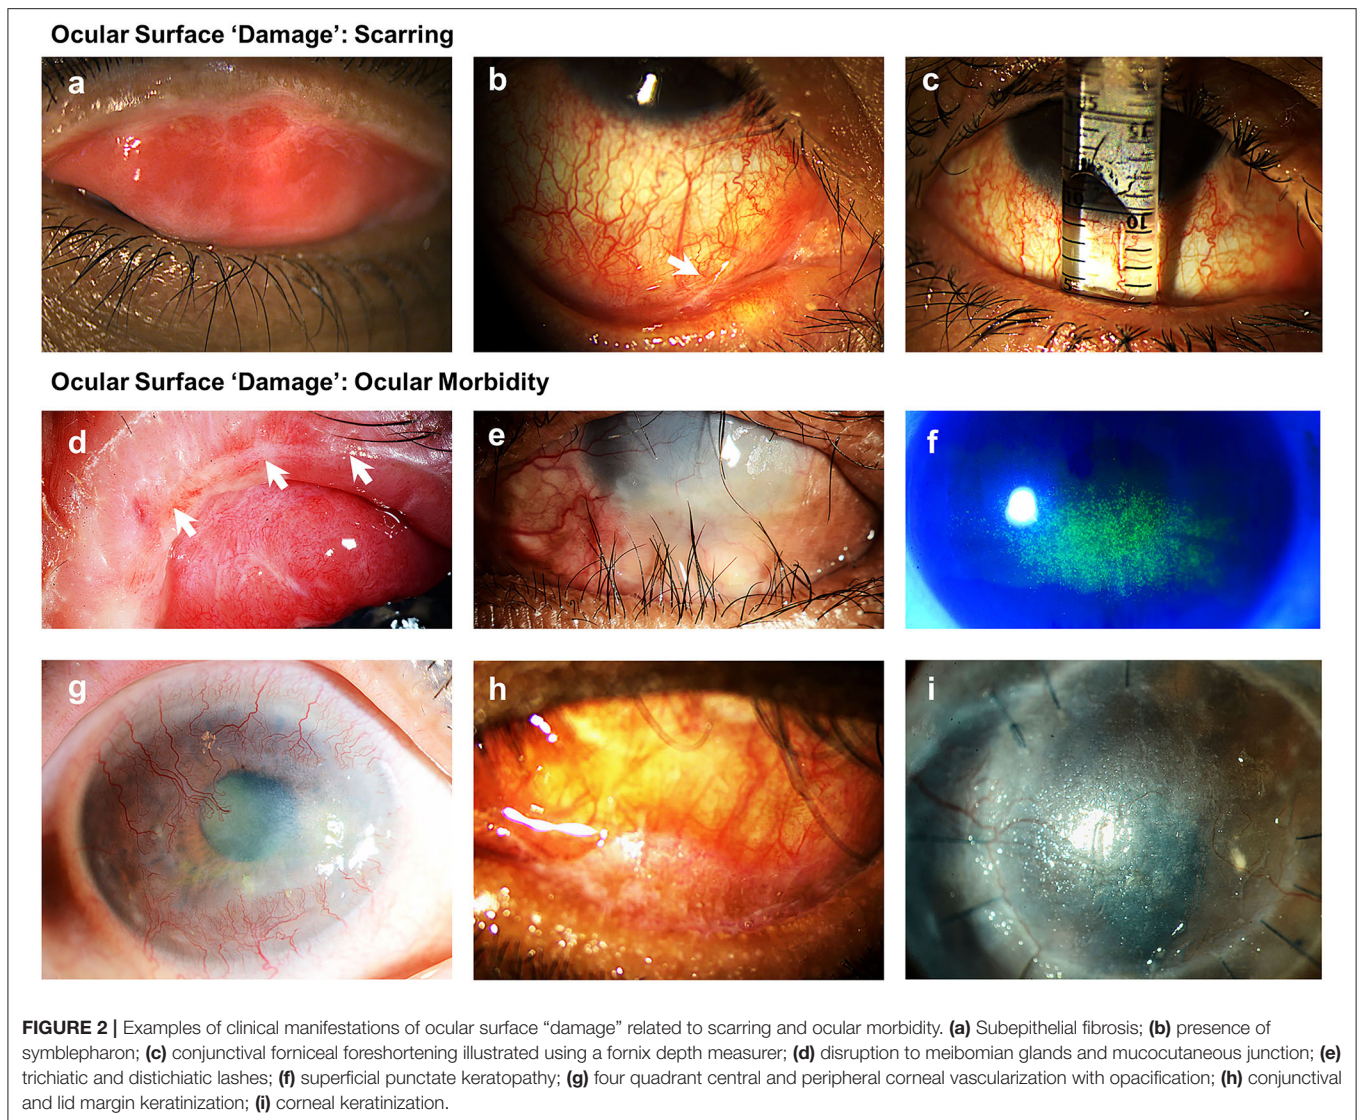 Ocular Surface ‘Damage’: Scarring
a
b
c
10
Ocular Surface ‘Damage’: Ocular Morbidity
d
e
f
g
h
i
FIGURE 2 | Examples of clinical manifestations of ocular surface “damage” related to scarring and ocular morbidity. (a) Subepithelial fibrosis; (b) presence of
symblepharon; (c) conjunctival forniceal foreshortening illustrated using a fornix depth measurer; (d) disruption to meibomian glands and mucocutaneous junction; (e)
trichiatic and distichiatic lashes; (f) superficial punctate keratopathy; (g) four quadrant central and peripheral corneal vascularization with opacification; (h) conjunctival
and lid margin keratinization; (i) corneal keratinization.